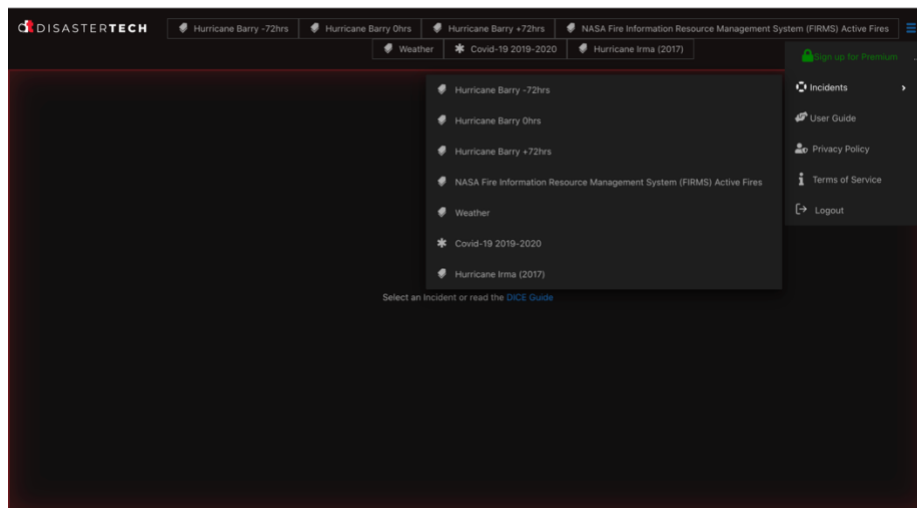 DISASTERTECH
Hurricane Barry -72hrs
Hurricane Barry 0hrs
Hurricane Barry +72hrs
NASA Fire Information Resource Management System (FIRMS) Active Fires
Weather
Covid-19 2019-2020
Hurricane Irma (2017)
Sign up for Premium
Incidents
User Guide
Privacy Policy
Terms of Service
Logout
Hurricane Barry -72hrs
Hurricane Barry 0hrs
Hurricane Barry +72hrs
NASA Fire Information Resource Management System (FIRMS) Active Fires
Weather
Covid-19 2019-2020
Hurricane Irma (2017)
Select an Incident or read the DICE Guide